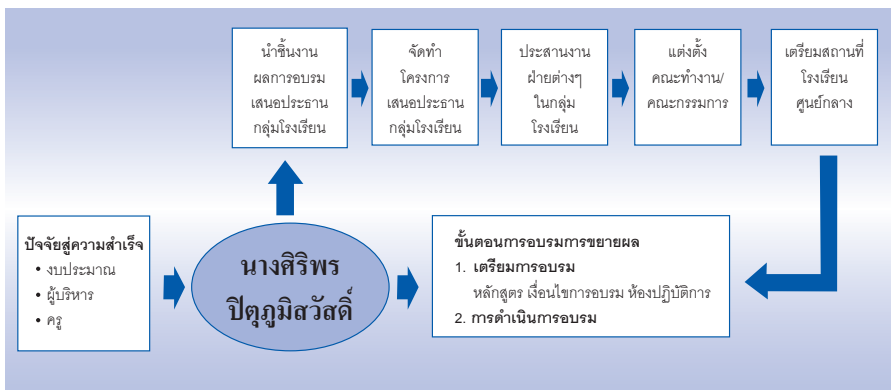 นำชิ้นงาน
ผลการอบรม
เสนอประธาน
กลุ่มโรงเรียน
จัดทำ
โครงการ
เสนอประธาน
กลุ่มโรงเรียน
ประสานงาน
ฝ่ายต่างๆ
ในกลุ่ม
โรงเรียน
แต่งตั้ง
คณะทำงาน/
คณะกรรมการ
เตรียมสถานที่
โรงเรียน
ศูนย์กลาง
ปัจจัยสู่ความสำเร็จ
• งบประมาณ
• ผู้บริหาร
• ครู
นางศิริพร
ปิตุภูมิสวัสดิ์
ขั้นตอนการอบรมการขยายผล
1. เตรียมการอบรม
หลักสูตร เงื่อนไขการอบรม ห้องปฏิบัติการ
2. การดำเนินการอบรม